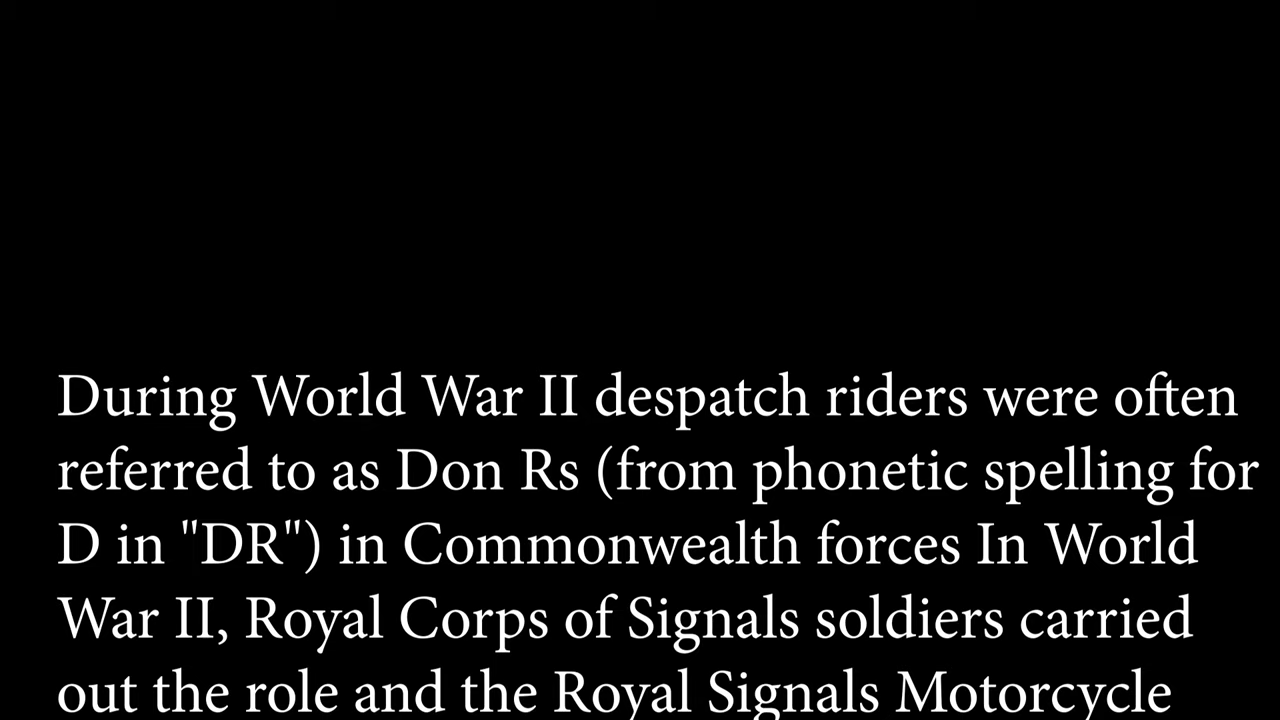 During World War II despatch riders were often
referred to as Don Rs (from phonetic spelling for
D in "DR") in Commonwealth forces In World
War II, Royal Corps of Signals soldiers carried
out the role and the Royal Signals Motorcycle